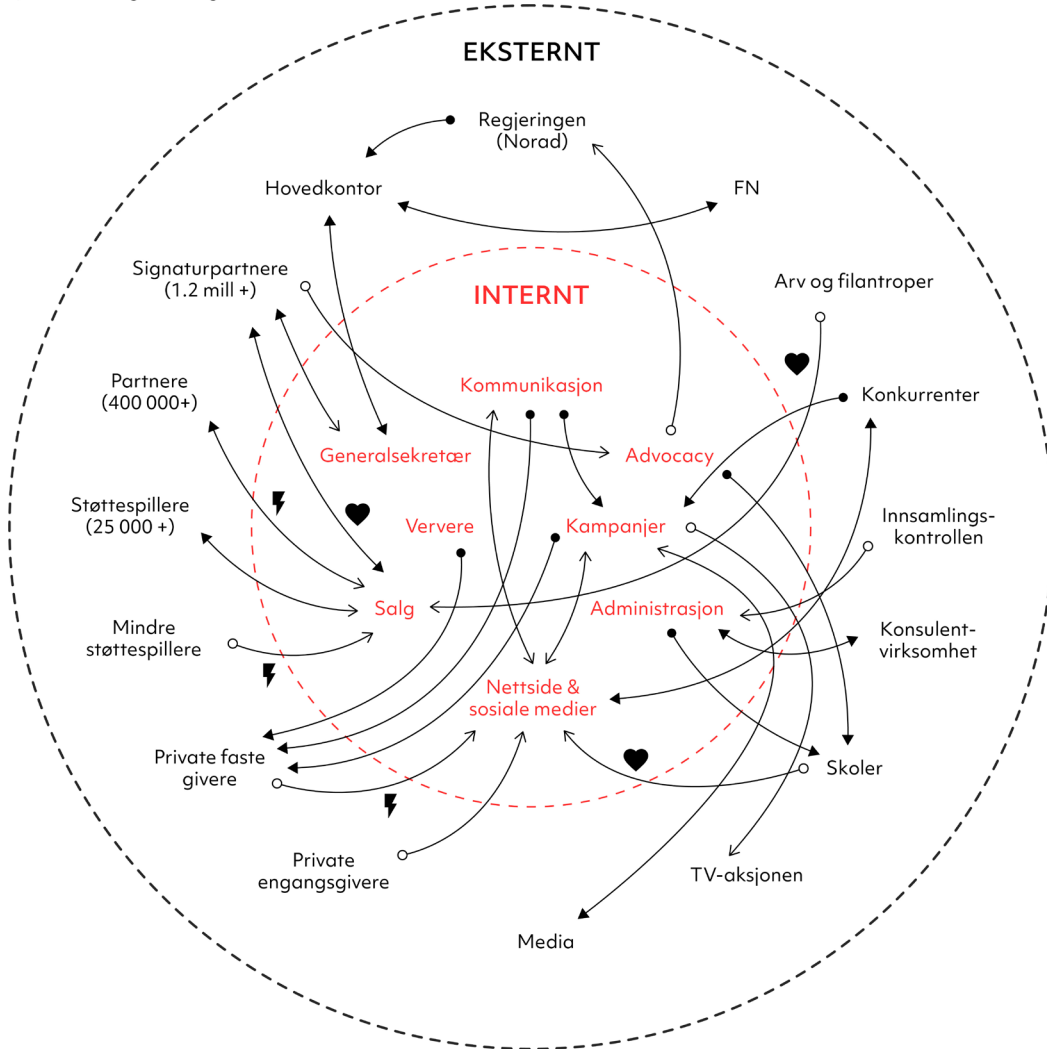 EKSTERNT
Regjeringen
(Norad)
Hovedkontor
FN
Signaturpartnere
(1.2 mill +)
INTERNT
Arv og filantroper
Partnere
(400 000+)
Kommunikasjon
Konkurrenter
Generalsekretær
Advocacy
Støttespillere
(25 000 +)
Ververe
Kampanjer
Innsamlings-
kontrollen
Salg
Administrasjon
Mindre
støttespillere
Konsulent-
virksomhet
Nettside &
sosiale medier
Private faste
givere
Skoler
Private
engangsgivere
TV-aksjonen
Media